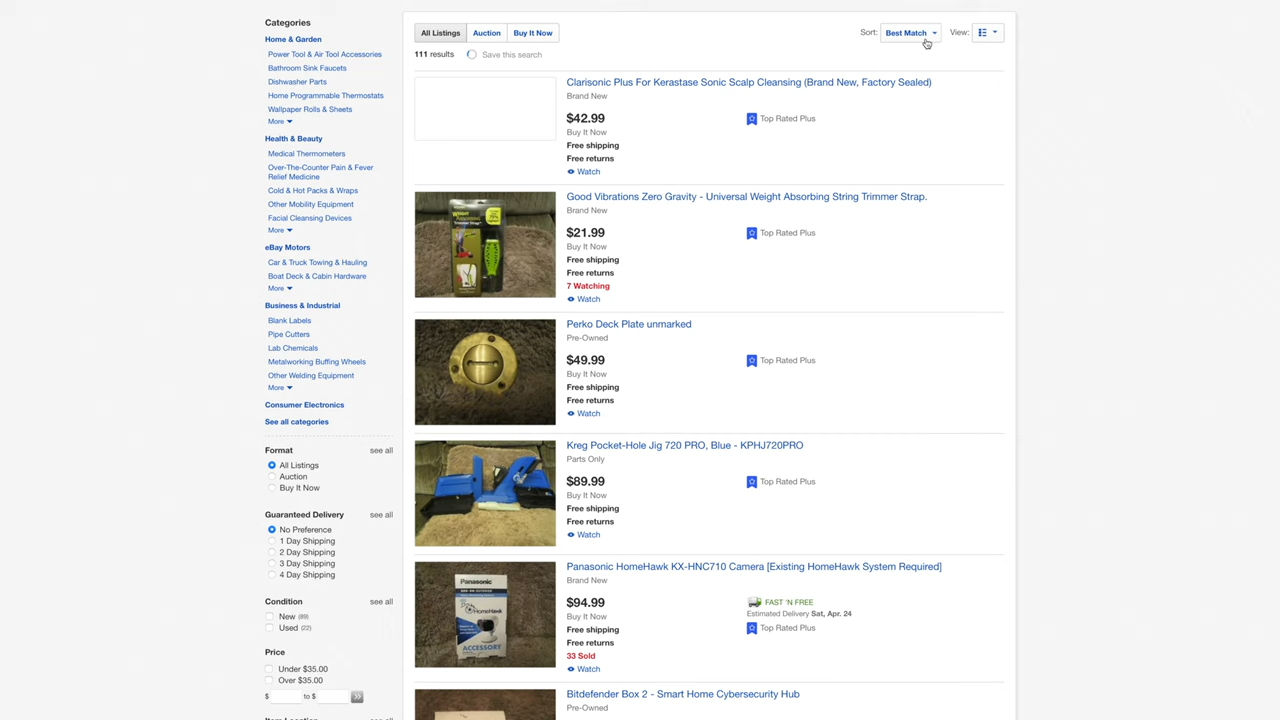 Categories
Home & Garden
Power Tool & Air Tool Accessories
Bathroom Sink Faucets
Dishwasher Parts
Home Programmable Thermostats
Wallpaper Rolls & Sheets
More
Health & Beauty
Medical Thermometers
Over-The-Counter Pain & Fever
Relief Medicine
Cold & Hot Packs & Wraps
Other Mobility Equipment
Facial Cleansing Devices
More
eBay Motors
Car & Truck Towing & Hauling
Boat Deck & Cabin Hardware
More
Business & Industrial
Blank Labels
Pipe Cutters
Lab Chemicals
Metalworking Buffing Wheels
Other Welding Equipment
More
Consumer Electronics
See all categories
Format see all
All Listings
Auction
Buy It Now
Guaranteed Delivery see all
No Preference
1 Day Shipping
2 Day Shipping
3 Day Shipping
4 Day Shipping
Condition see all
New (89)
Used (22)
Price
Under $35.00
Over $35.00
$ to $
All Listings Auction Buy It Now Sort: Best Match View:
111 results Save this search
Clarisonic Plus For Kerastase Sonic Scalp Cleansing (Brand New, Factory Sealed)
Brand New
$42.99 Top Rated Plus
Buy It Now
Free shipping
Free returns
Watch
Good Vibrations Zero Gravity - Universal Weight Absorbing String Trimmer Strap.
Brand New
$21.99 Top Rated Plus
Buy It Now
Free shipping
Free returns
7 Watching
Watch
Perko Deck Plate unmarked
Pre-Owned
$49.99 Top Rated Plus
Buy It Now
Free shipping
Free returns
Watch
Kreg Pocket-Hole Jig 720 PRO, Blue - KPHJ720PRO
Parts Only
$89.99 Top Rated Plus
Buy It Now
Free shipping
Free returns
Watch
Panasonic HomeHawk KX-HNC710 Camera [Existing HomeHawk System Required]
Brand New
$94.99 FAST 'N FREE
Buy It Now Estimated Delivery Sat, Apr. 24
Free shipping Top Rated Plus
Free returns
33 Sold
Watch
Panasonic
HomeHawk
ACCESSORY
Bitdefender Box 2 - Smart Home Cybersecurity Hub
Pre-Owned